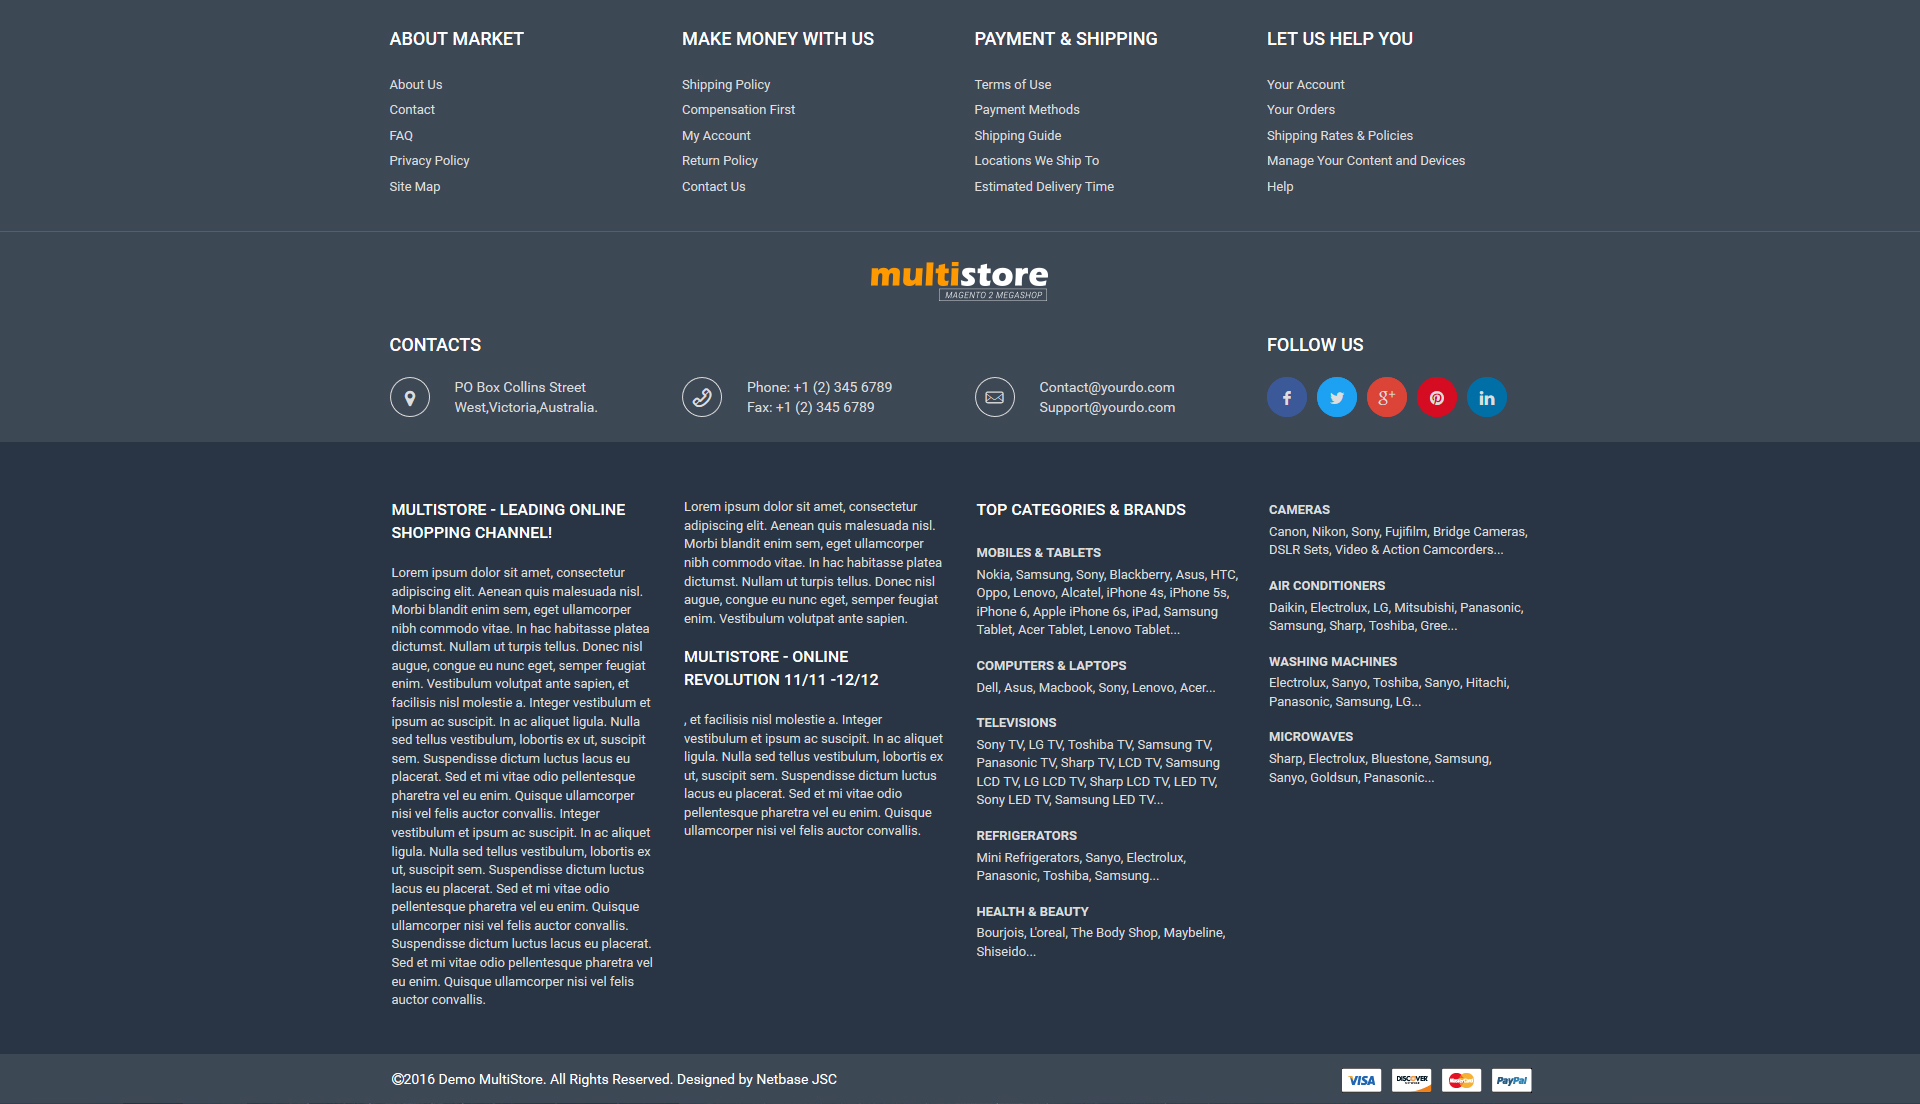 ABOUT MARKET
About Us
Contact
FAQ
Privacy Policy
Site Map
MAKE MONEY WITH US
Shipping Policy
Compensation First
My Account
Return Policy
Contact Us
PAYMENT & SHIPPING
Terms of Use
Payment Methods
Shipping Guide
Locations We Ship To
Estimated Delivery Time
LET US HELP YOU
Your Account
Your Orders
Shipping Rates & Policies
Manage Your Content and Devices
Help
multistore
MAGENTO 2 MEGASHOP
CONTACTS
PO Box Collins Street
West,Victoria,Australia.
Phone: +1 (2) 345 6789
Fax: +1 (2) 345 6789
Contact@yourdo.com
Support@yourdo.com
FOLLOW US
f
g+
in
MULTISTORE - LEADING ONLINE
SHOPPING CHANNEL!
Lorem ipsum dolor sit amet, consectetur
adipiscing elit. Aenean quis malesuada nisl.
Morbi blandit enim sem, eget ullamcorper
nibh commodo vitae. In hac habitasse platea
dictumst. Nullam ut turpis tellus. Donec nisl
augue, congue eu nunc eget, semper feugiat
enim. Vestibulum volutpat ante sapien, et
facilisis nisl molestie a. Integer vestibulum et
ipsum ac suscipit. In ac aliquet ligula. Nulla
sed tellus vestibulum, lobortis ex ut, suscipit
sem. Suspendisse dictum luctus lacus eu
placerat. Sed et mi vitae odio pellentesque
pharetra vel eu enim. Quisque ullamcorper
nisi vel felis auctor convallis. Integer
vestibulum et ipsum ac suscipit. In ac aliquet
ligula. Nulla sed tellus vestibulum, lobortis ex
ut, suscipit sem. Suspendisse dictum luctus
lacus eu placerat. Sed et mi vitae odio
pellentesque pharetra vel eu enim. Quisque
ullamcorper nisi vel felis auctor convallis.
Suspendisse dictum luctus lacus eu placerat.
Sed et mi vitae odio pellentesque pharetra vel
eu enim. Quisque ullamcorper nisi vel felis
auctor convallis.
Lorem ipsum dolor sit amet, consectetur
adipiscing elit. Aenean quis malesuada nisl.
Morbi blandit enim sem, eget ullamcorper
nibh commodo vitae. In hac habitasse platea
dictumst. Nullam ut turpis tellus. Donec nisl
augue, congue eu nunc eget, semper feugiat
enim. Vestibulum volutpat ante sapien.
MULTISTORE - ONLINE
REVOLUTION 11/11 -12/12
, et facilisis nisl molestie a. Integer
vestibulum et ipsum ac suscipit. In ac aliquet
ligula. Nulla sed tellus vestibulum, lobortis ex
ut, suscipit sem. Suspendisse dictum luctus
lacus eu placerat. Sed et mi vitae odio
pellentesque pharetra vel eu enim. Quisque
ullamcorper nisi vel felis auctor convallis.
TOP CATEGORIES & BRANDS
MOBILES & TABLETS
Nokia, Samsung, Sony, Blackberry, Asus, HTC,
Oppo, Lenovo, Alcatel, iPhone 4s, iPhone 5s,
iPhone 6, Apple iPhone 6s, iPad, Samsung
Tablet, Acer Tablet, Lenovo Tablet...
COMPUTERS & LAPTOPS
Dell, Asus, Macbook, Sony, Lenovo, Acer...
TELEVISIONS
Sony TV, LG TV, Toshiba TV, Samsung TV,
Panasonic TV, Sharp TV, LCD TV, Samsung
LCD TV, LG LCD TV, Sharp LCD TV, LED TV,
Sony LED TV, Samsung LED TV...
REFRIGERATORS
Mini Refrigerators, Sanyo, Electrolux,
Panasonic, Toshiba, Samsung...
HEALTH & BEAUTY
Bourjois, L'oreal, The Body Shop, Maybeline,
Shiseido...
CAMERAS
Canon, Nikon, Sony, Fujifilm, Bridge Cameras,
DSLR Sets, Video & Action Camcorders...
AIR CONDITIONERS
Daikin, Electrolux, LG, Mitsubishi, Panasonic,
Samsung, Sharp, Toshiba, Gree...
WASHING MACHINES
Electrolux, Sanyo, Toshiba, Sanyo, Hitachi,
Panasonic, Samsung, LG...
MICROWAVES
Sharp, Electrolux, Bluestone, Samsung,
Sanyo, Goldsun, Panasonic...
©2016 Demo MultiStore. All Rights Reserved. Designed by Netbase JSC
VISA
DISCOVER
MasterCard
PayPal